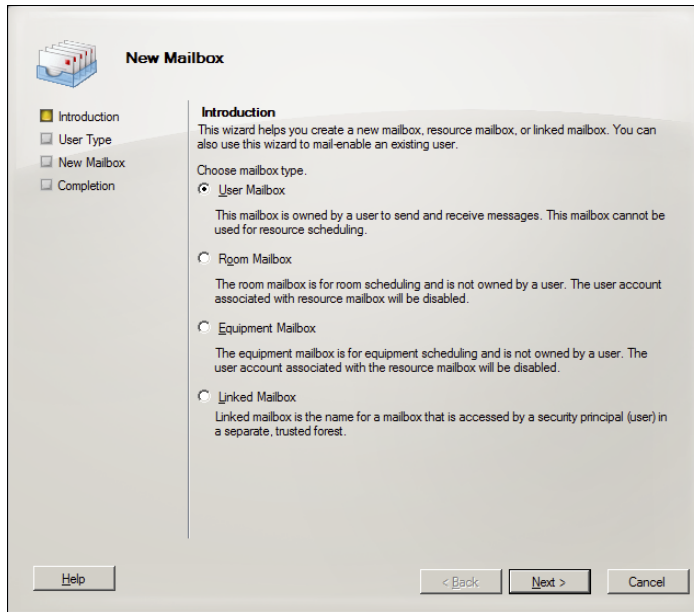 New Mailbox
Introduction
User Type
New Mailbox
Completion
Introduction
This wizard helps you create a new mailbox, resource mailbox, or linked mailbox. You can
also use this wizard to mail-enable an existing user.
Choose mailbox type.
User Mailbox
This mailbox is owned by a user to send and receive messages. This mailbox cannot be
used for resource scheduling.
Room Mailbox
The room mailbox is for room scheduling and is not owned by a user. The user account
associated with resource mailbox will be disabled.
Equipment Mailbox
The equipment mailbox is for equipment scheduling and is not owned by a user. The
user account associated with the resource mailbox will be disabled.
Linked Mailbox
Linked mailbox is the name for a mailbox that is accessed by a security principal (user) in
a separate, trusted forest.
Help
< Back
Next >
Cancel